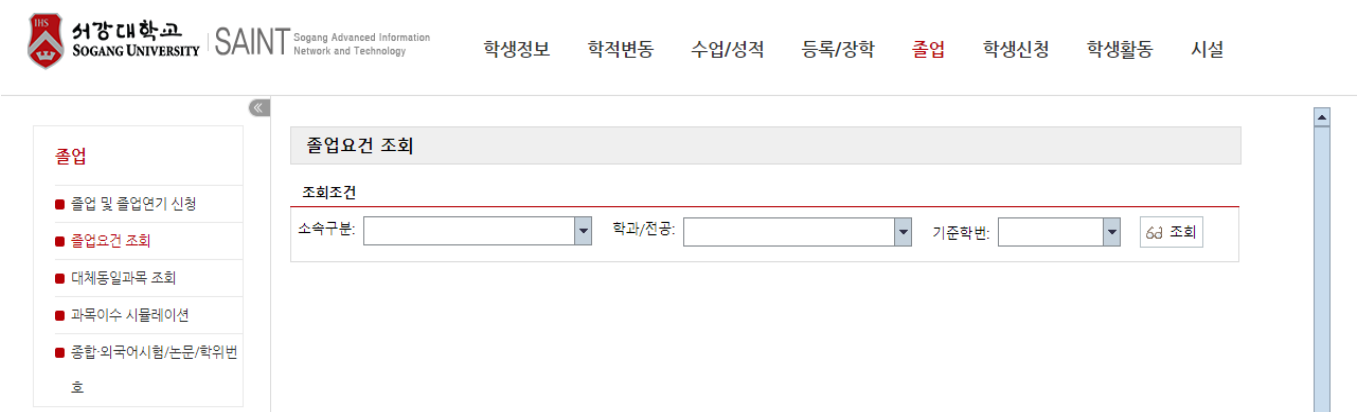 IHS
서강대학교
SOGANG UNIVERSITY
SAINT
Sogang Advanced Information
Network and Technology
학생정보 학적변동 수업/성적 등록/장학 졸업 학생신청 학생활동 시설
졸업
졸업 및 졸업연기 신청
졸업요건 조회
대체동일과목 조회
과목이수 시뮬레이션
종합·외국어시험/논문/학위번
호
졸업요건 조회
조회조건
소속구분: 학과/전공: 기준학번: 조회